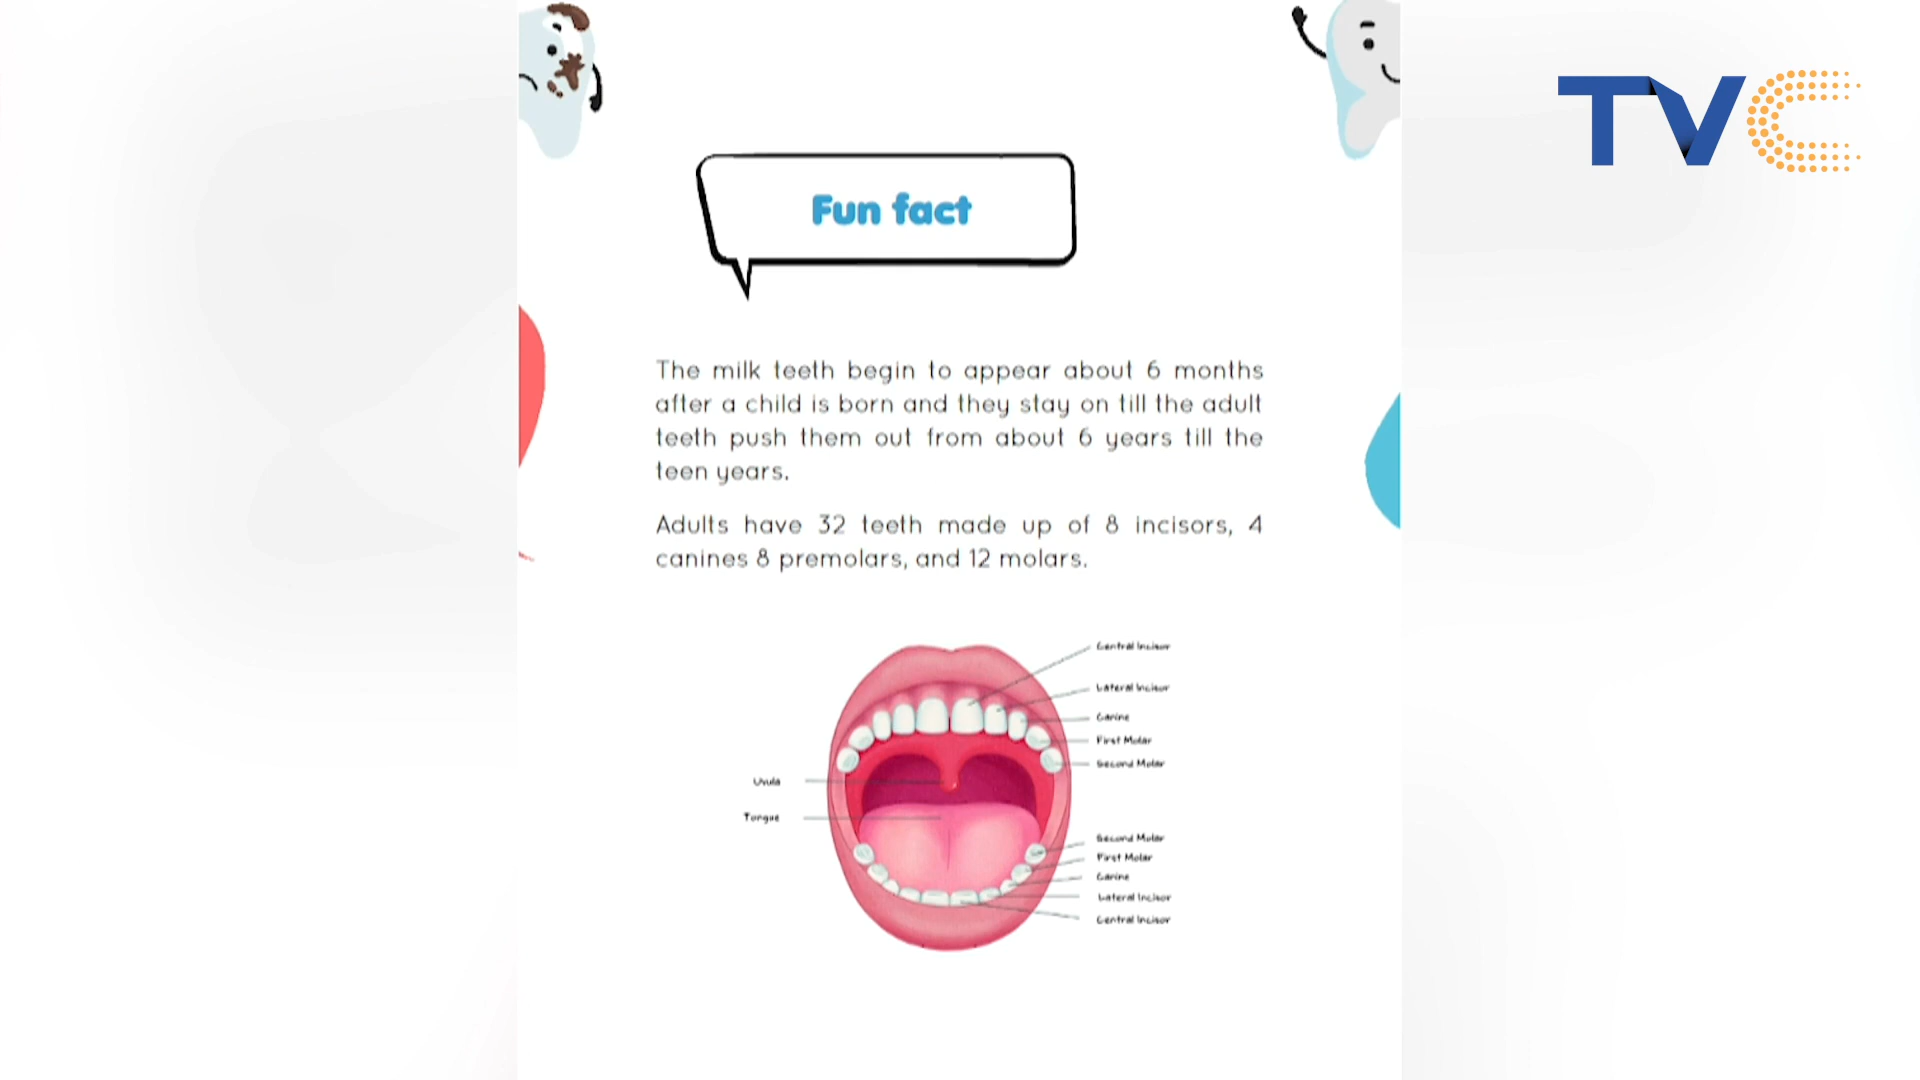 TVC
Fun fact
The milk teeth begin to appear about 6 months
after a child is born and they stay on till the adult
teeth push them out from about 6 years till the
teen years.
Adults have 32 teeth made up of 8 incisors, 4
canines 8 premolars, and 12 molars.
Central Incisor
Lateral Incisor
Canine
First Molar
Second Molar
Uvula
Tongue
Second Molar
First Molar
Canine
Lateral Incisor
Central Incisor